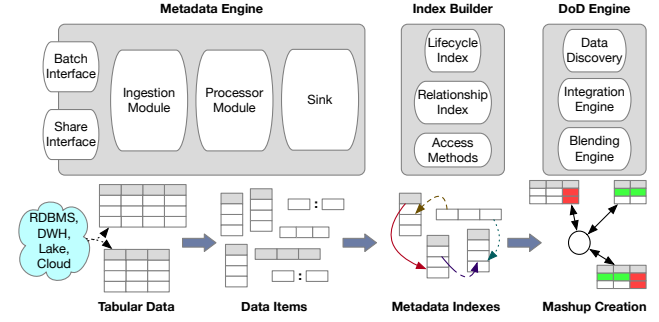 Metadata Engine
Index Builder
DoD Engine
Batch
Interface
Share
Interface
Ingestion
Module
Processor
Module
Sink
Lifecycle
Index
Relationship
Index
Access
Methods
Data
Discovery
Integration
Engine
Blending
Engine
RDBMS,
DWH,
Lake,
Cloud
:
:
Tabular Data
Data Items
Metadata Indexes
Mashup Creation